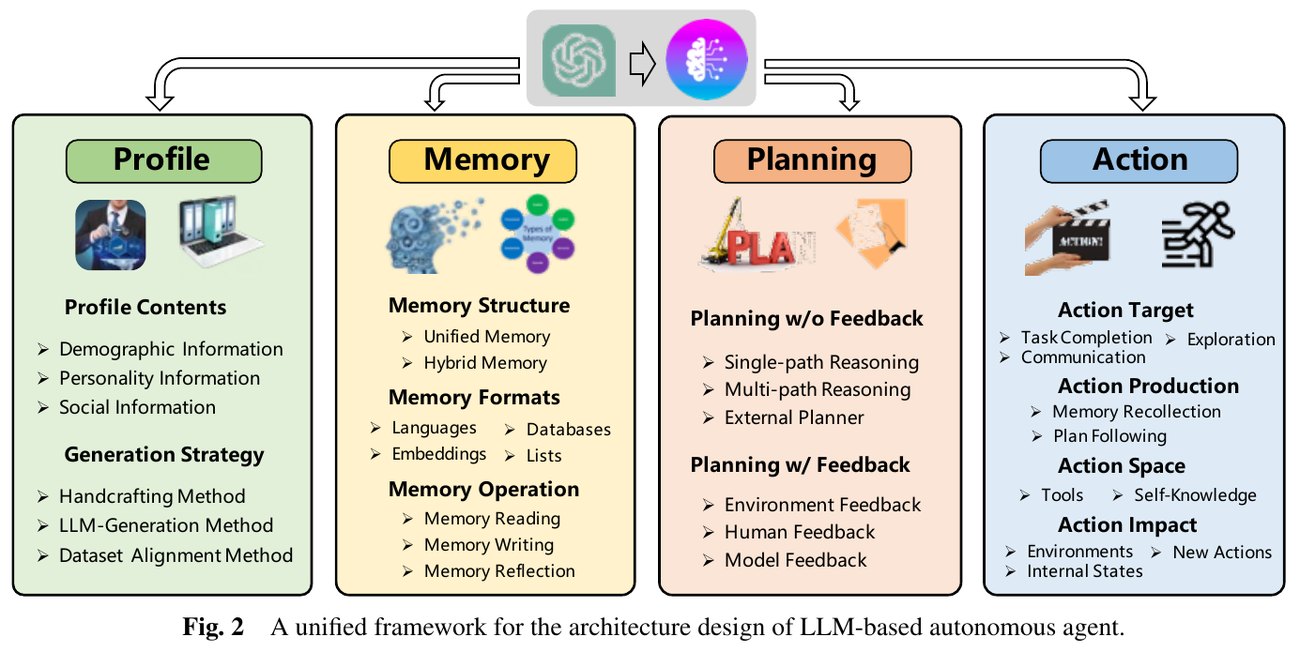 Profile
Profile Contents
➢ Demographic Information
➢ Personality Information
➢ Social Information
Generation Strategy
➢ Handcrafting Method
➢ LLM-Generation Method
➢ Dataset Alignment Method
Memory
Types of
Memory
Memory Structure
➢ Unified Memory
➢ Hybrid Memory
Memory Formats
➢ Languages ➢ Databases
➢ Embeddings ➢ Lists
Memory Operation
➢ Memory Reading
➢ Memory Writing
➢ Memory Reflection
Planning
PLAN
Planning w/o Feedback
➢ Single-path Reasoning
➢ Multi-path Reasoning
➢ External Planner
Planning w/ Feedback
➢ Environment Feedback
➢ Human Feedback
➢ Model Feedback
Action
ACTION!
Action Target
➢ Task Completion ➢ Exploration
➢ Communication
Action Production
➢ Memory Recollection
➢ Plan Following
Action Space
➢ Tools ➢ Self-Knowledge
Action Impact
➢ Environments ➢ New Actions
➢ Internal States
Fig. 2 A unified framework for the architecture design of LLM-based autonomous agent.